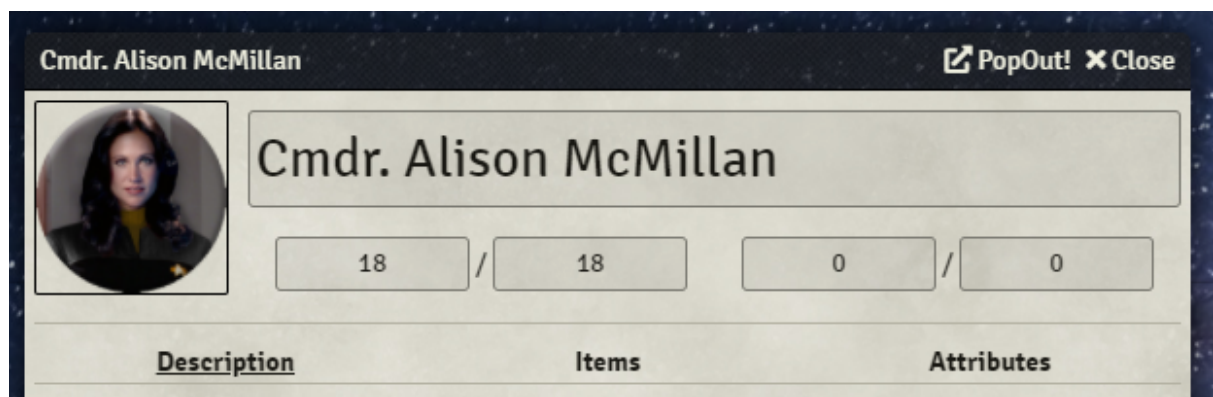 Cmdr. Alison McMillan PopOut! Close
Cmdr. Alison McMillan
18 / 18 0 / 0
Description Items Attributes